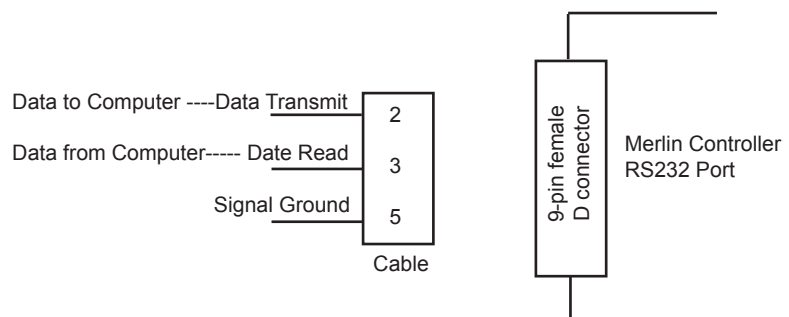 Data to Computer ----Data Transmit
2
Data from Computer----- Date Read
3
Signal Ground
5
Cable
9-pin female
D connector
Merlin Controller
RS232 Port